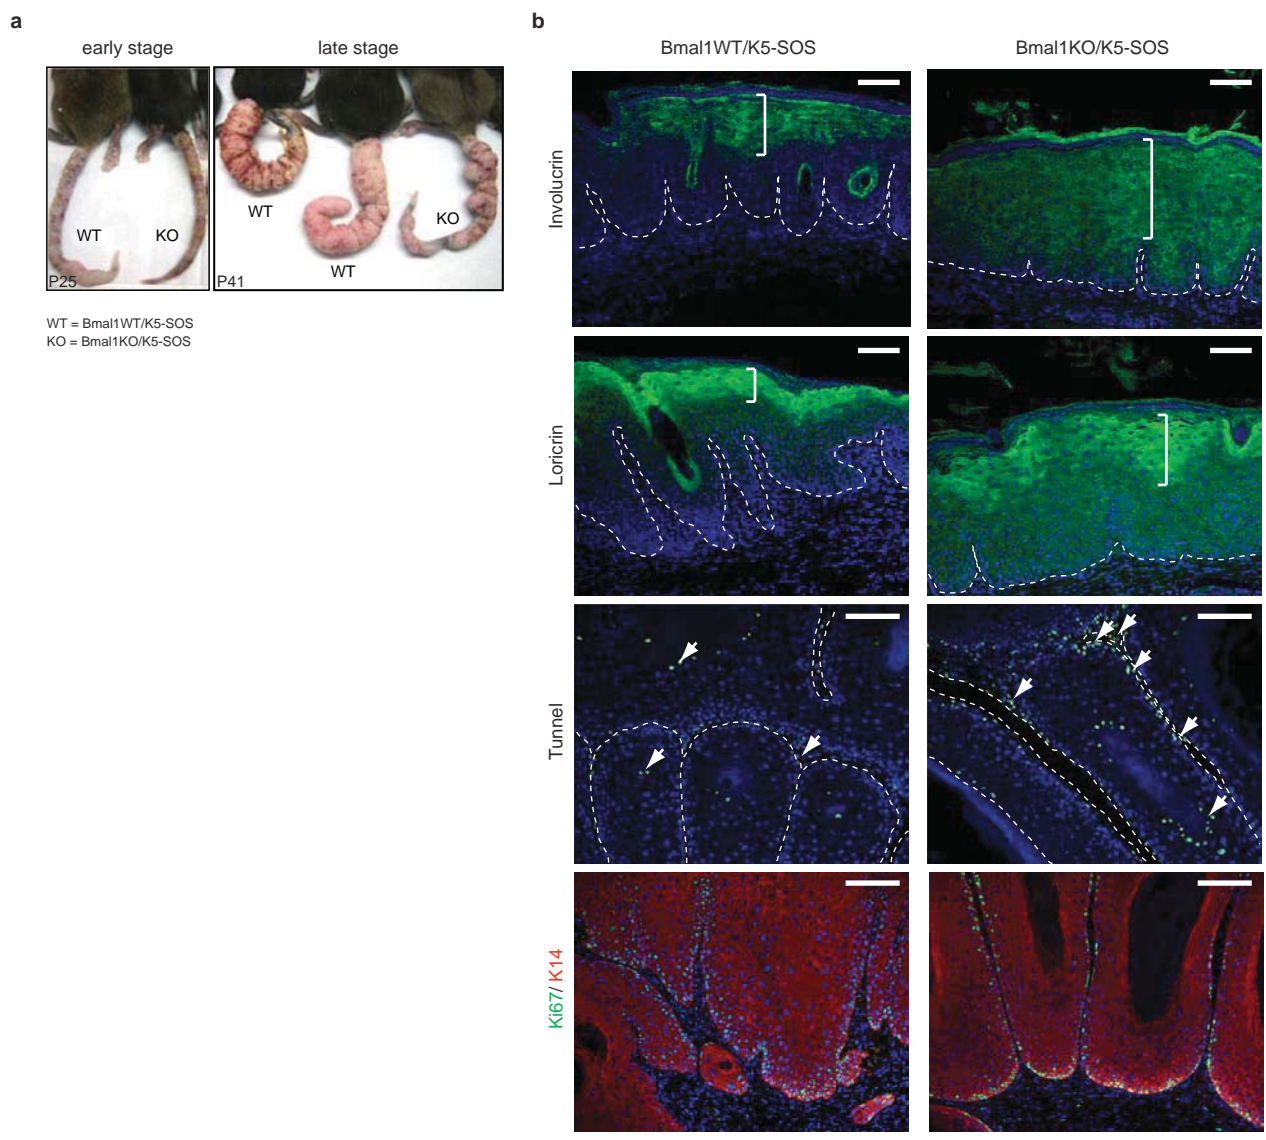 a
early stage
late stage
WT
KO
P25
WT
WT
KO
P41
WT = Bmal1WT/K5-SOS
KO = Bmal1KO/K5-SOS
b
Bmal1WT/K5-SOS
Bmal1KO/K5-SOS
Involucrin
Loricrin
Tunnel
Ki67/ K14